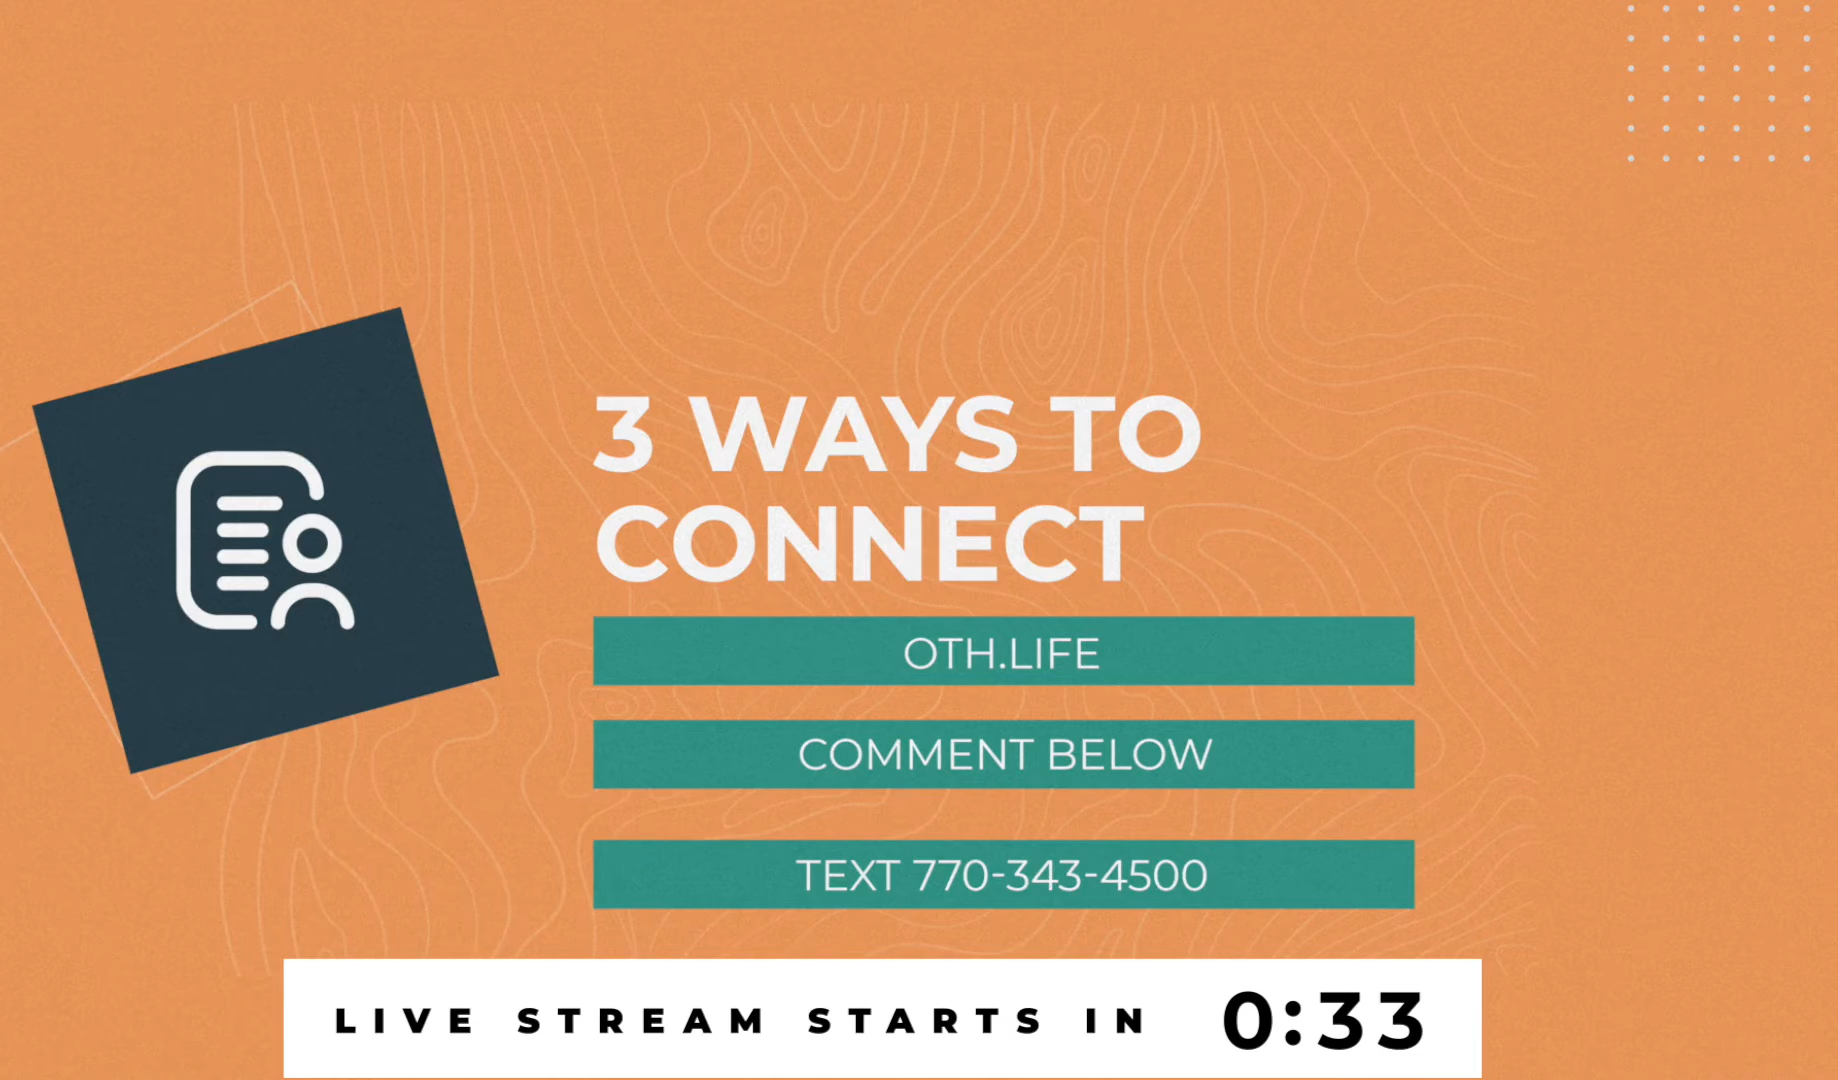 3 WAYS TO
CONNECT
OTH.LIFE
COMMENT BELOW
TEXT 770-343-4500
LIVE STREAM STARTS IN 0:33